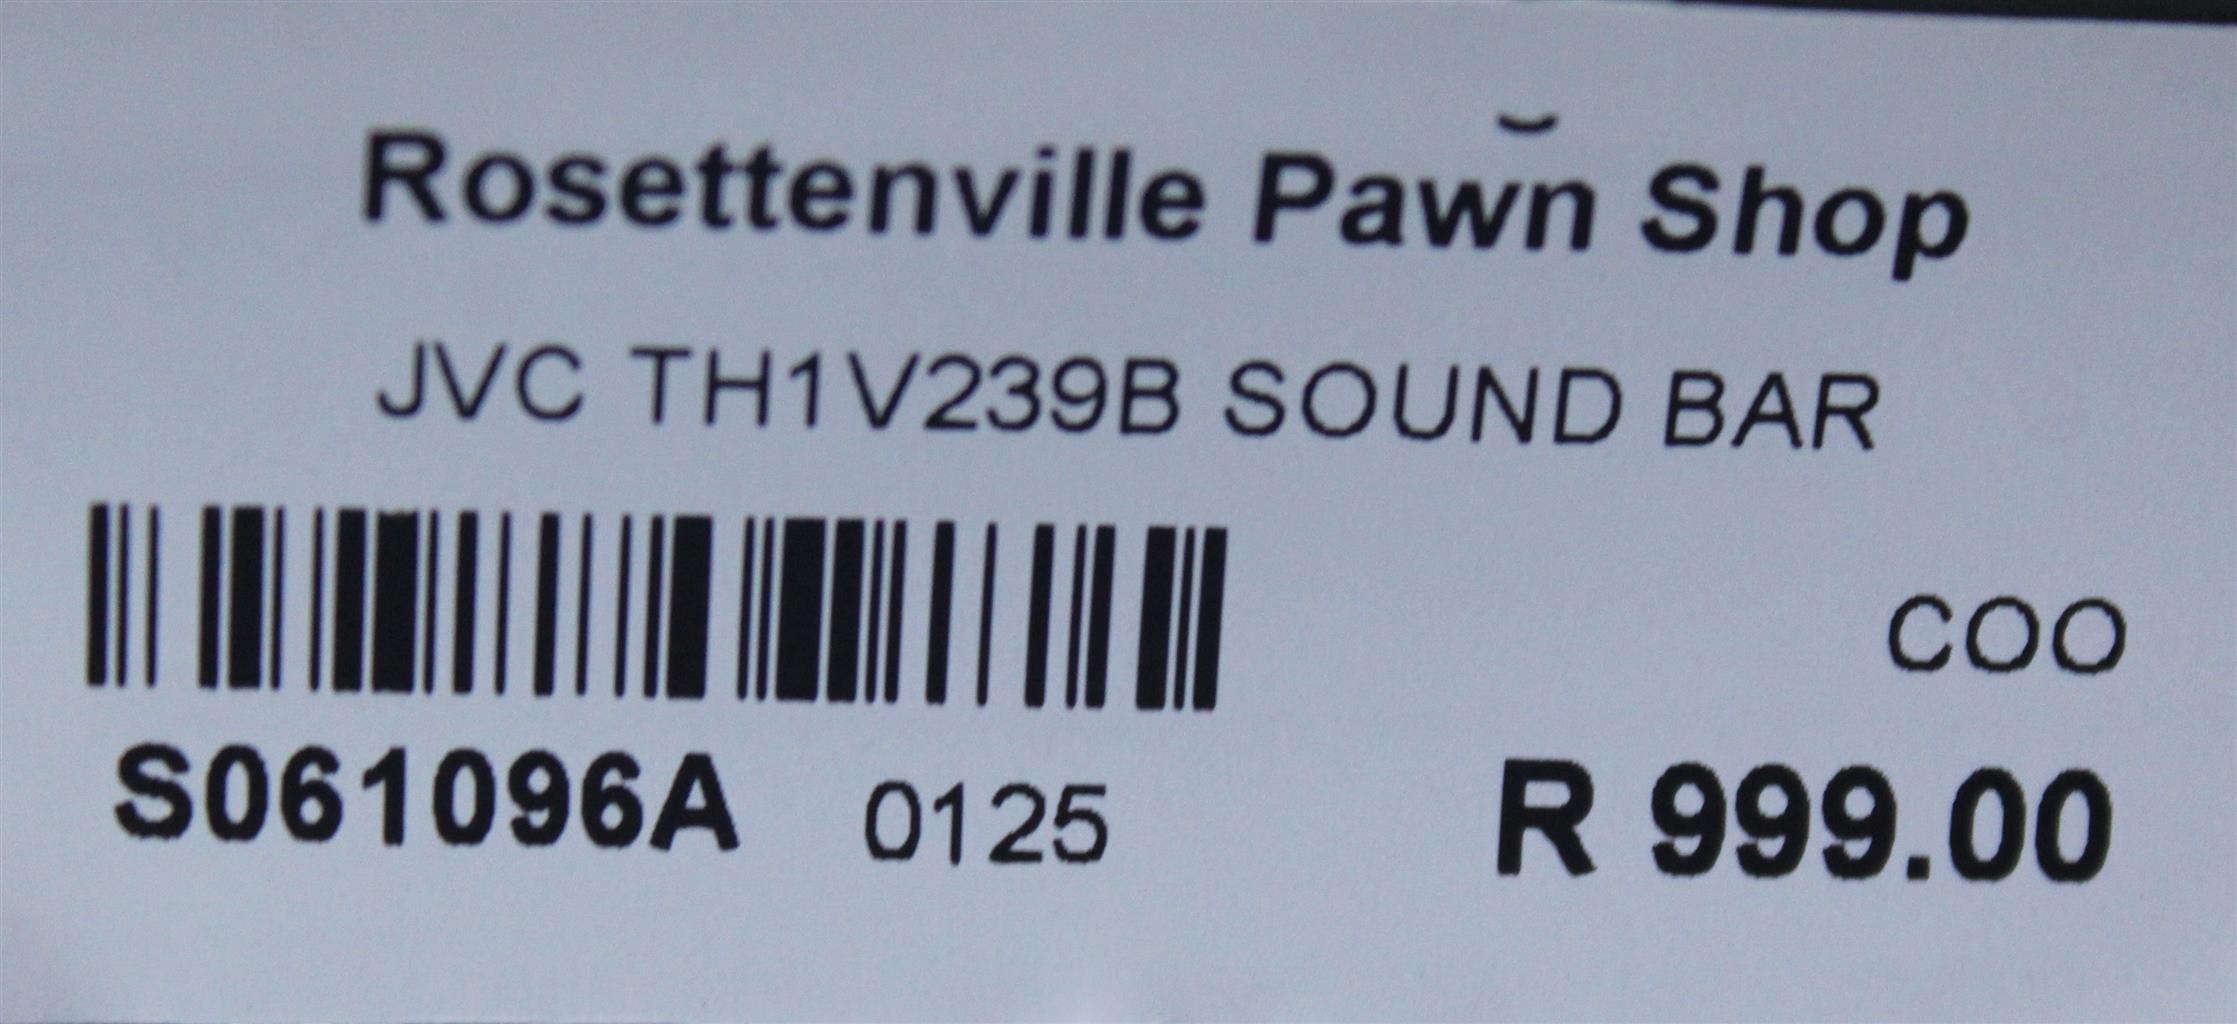 Rosettenville Pawn Shop
JVC TH1V239B SOUND BAR
COO
S061096A 0125 R 999.00